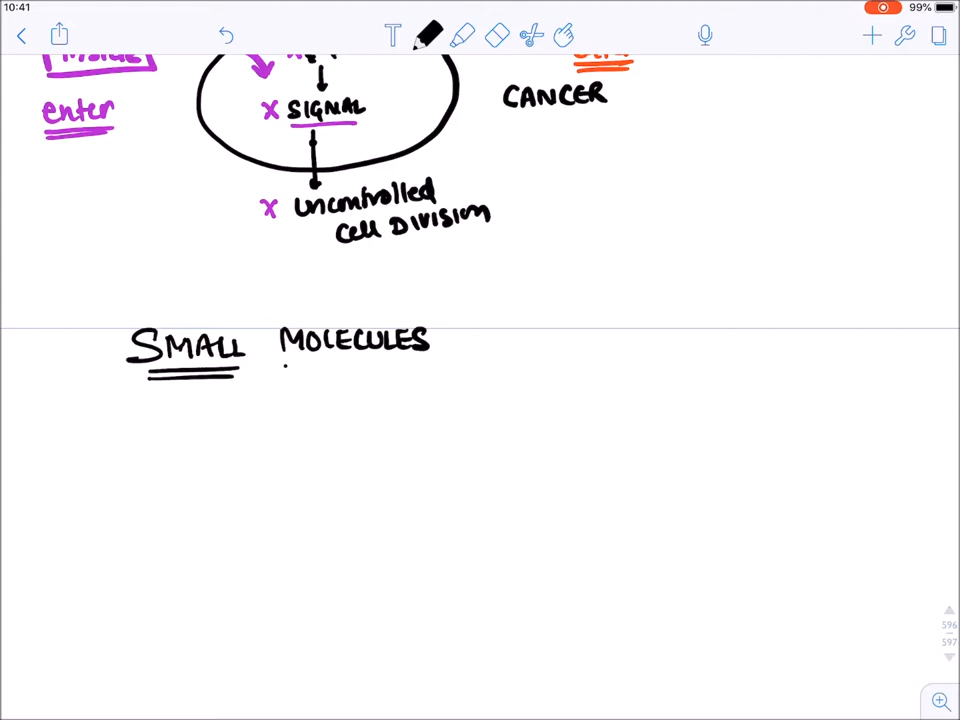 10:41
99%
INSIDE
enter
X
X SIGNAL
CANCER
X uncontrolled
Cell DIVISION
SMALL MOLECULES
596
597